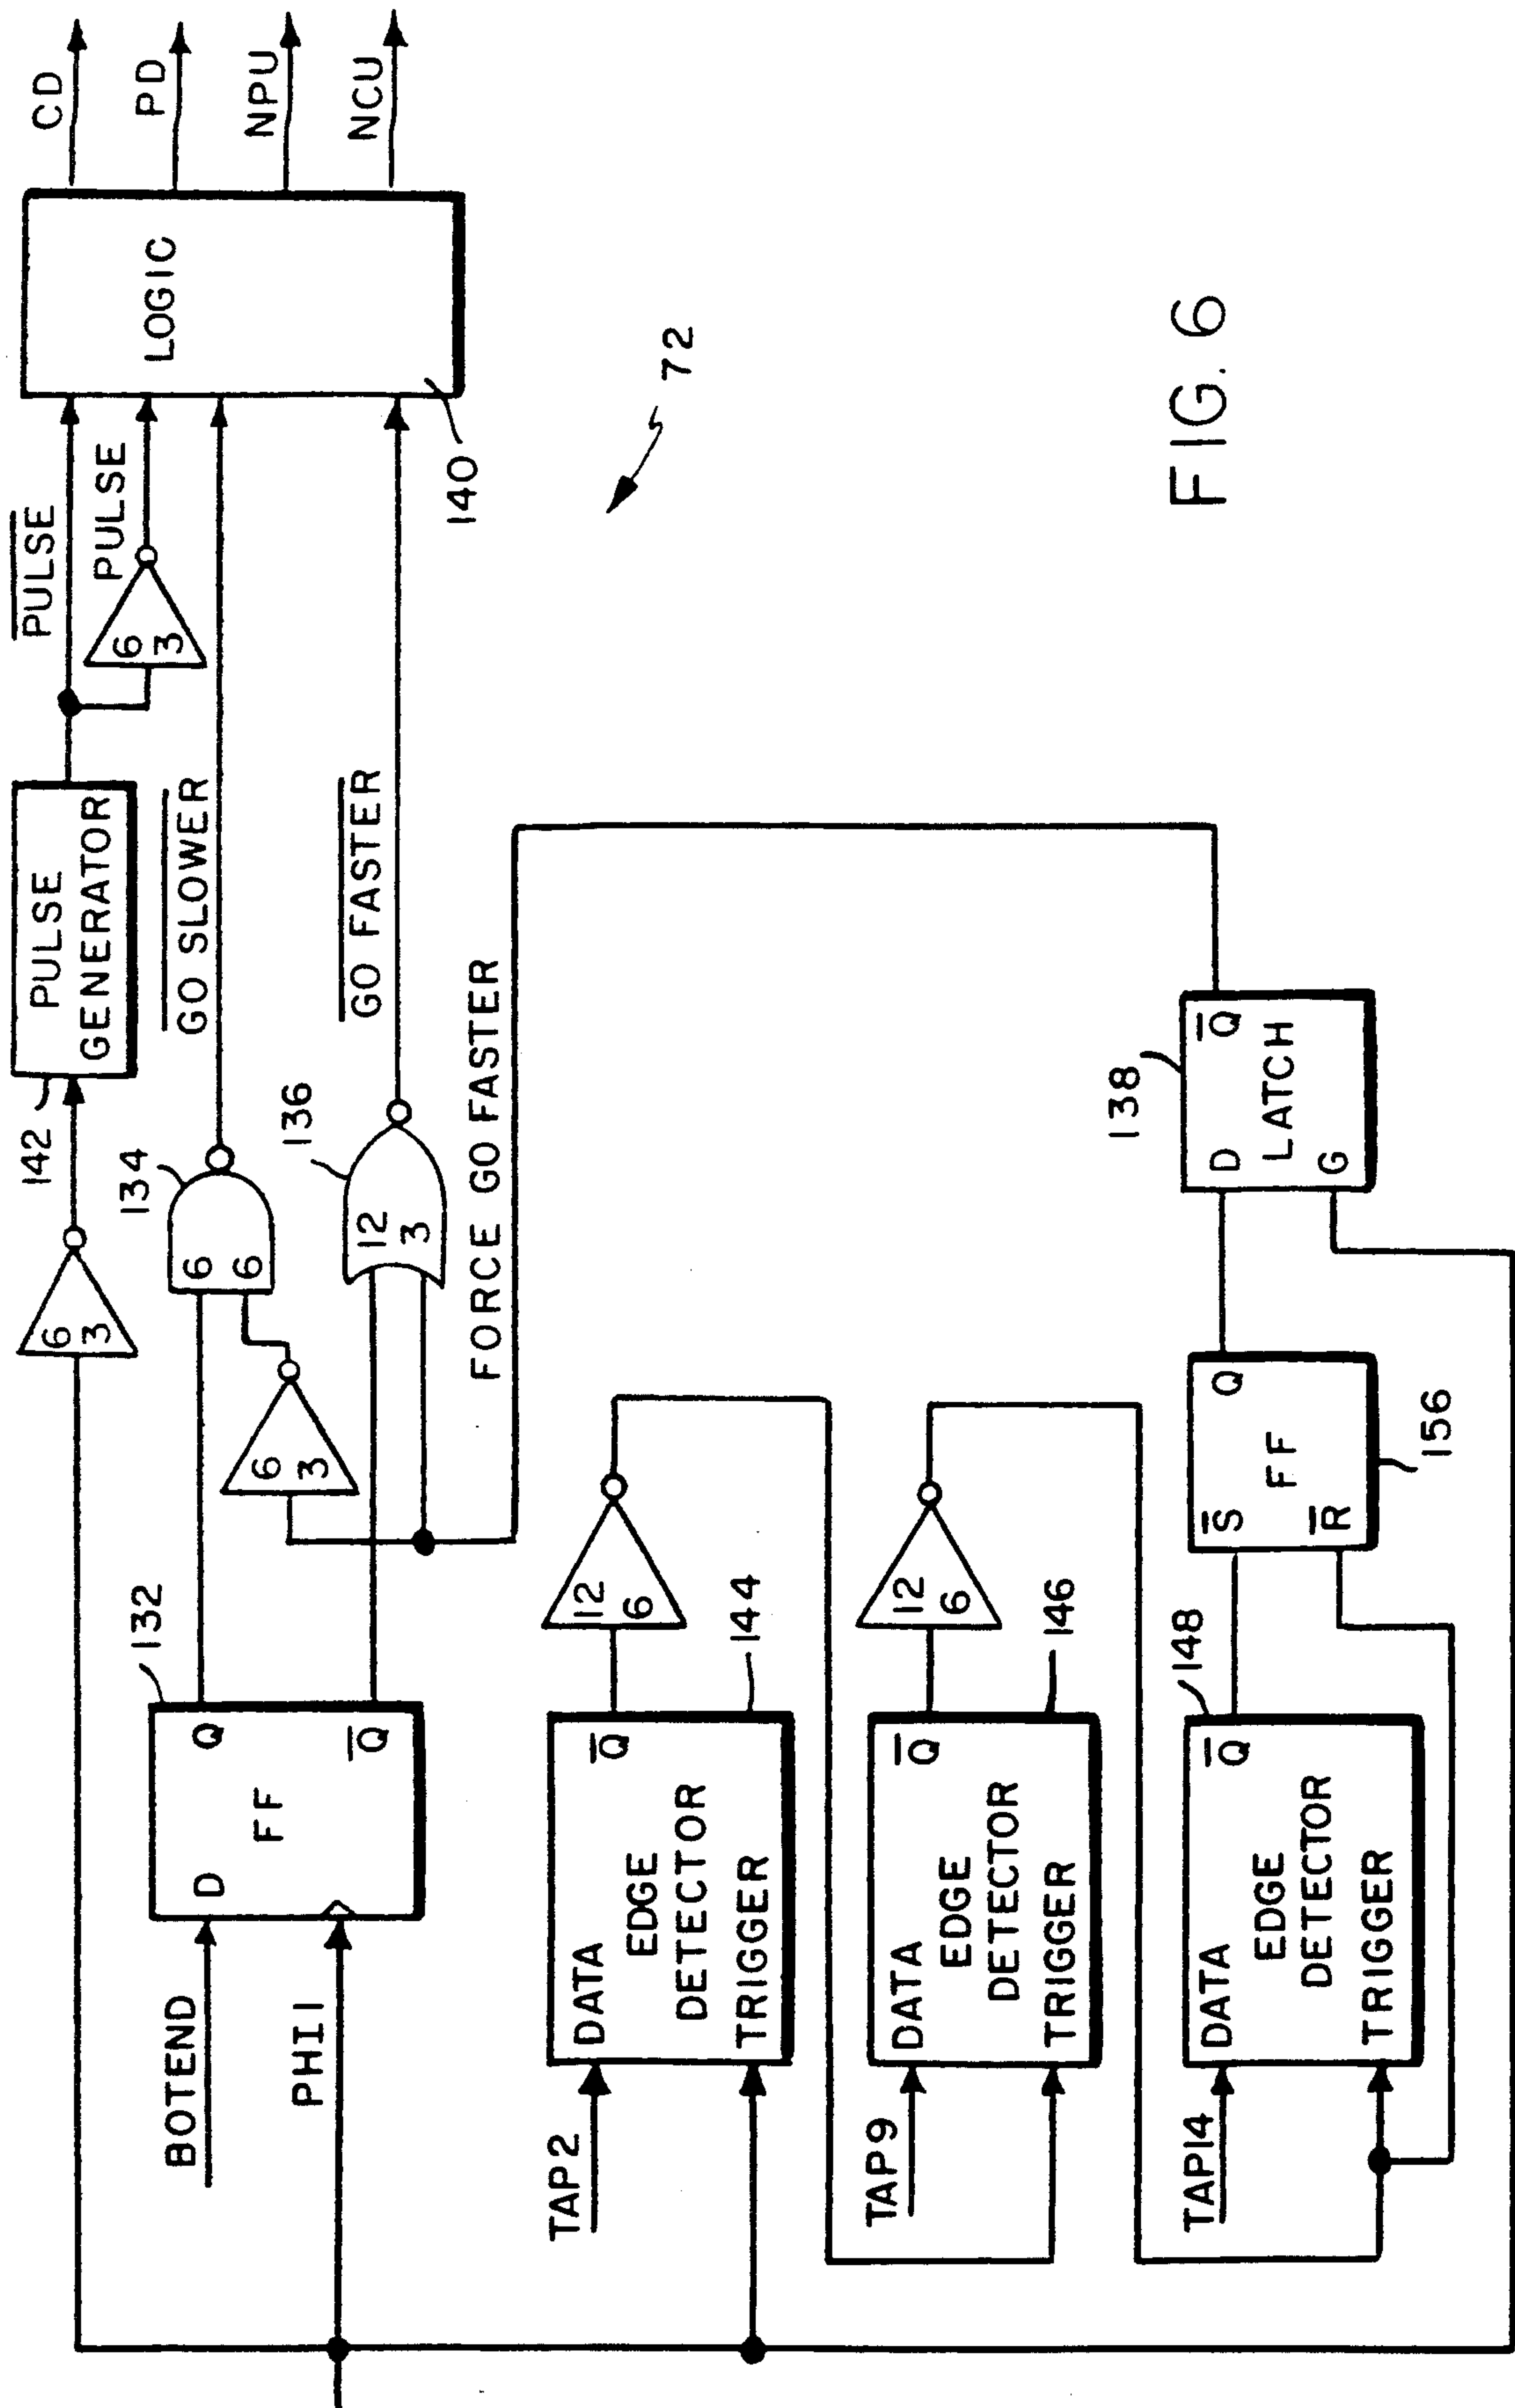 CD
PD
NPU
NCU
LOGIC
140
PULSE
PULSE
6
3
PULSE
GENERATOR
142
GO SLOWER
GO FASTER
FORCE GO FASTER
6
3
134
6
6
136
12
3
6
3
132
D
Q
FF
Q
BOTEND
PHI 1
TAP2
DATA
Q
EDGE
DETECTOR
TRIGGER
144
12
6
TAP9
DATA
Q
EDGE
DETECTOR
TRIGGER
146
12
6
TAP14
DATA
Q
EDGE
DETECTOR
TRIGGER
148
S
Q
FF
R
156
138
D
Q
LATCH
G
72
FIG. 6